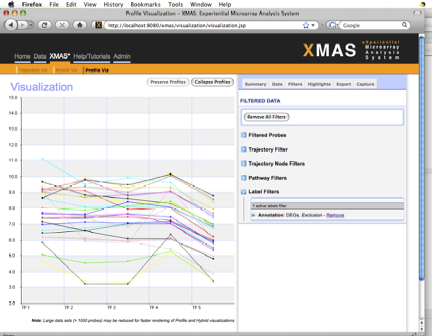 Firefox File Edit View History Bookmarks Tools Window Help
Profile Visualization - XMAS: Experiential Microarray Analysis System
http://localhost:8080/xmas/visualization/visualization.jsp
Google
XMAS eXperiential Microarray Analysis System
Home Data XMAS* Help/Tutorials Admin
Profile Viz
Visualization
Preserve Profiles Collapse Profiles
Summary Data Filters Highlights Export Capture
FILTERED DATA
Remove All Filters
Filtered Probes
Trajectory Filter
Trajectory Node Filters
Pathway Filters
Label Filters
1 active labels filter
Annotation: DEGs, Exclusion - Remove
15.0
14.0
13.0
12.0
11.0
10.0
9.0
8.0
7.0
6.0
5.0
4.0
3.0
2.0
TP 1 TP 2 TP 3 TP 4 TP 5
Note: Large data sets (> 1000 probes) may be reduced for faster rendering of Profile and Hybrid visualizations